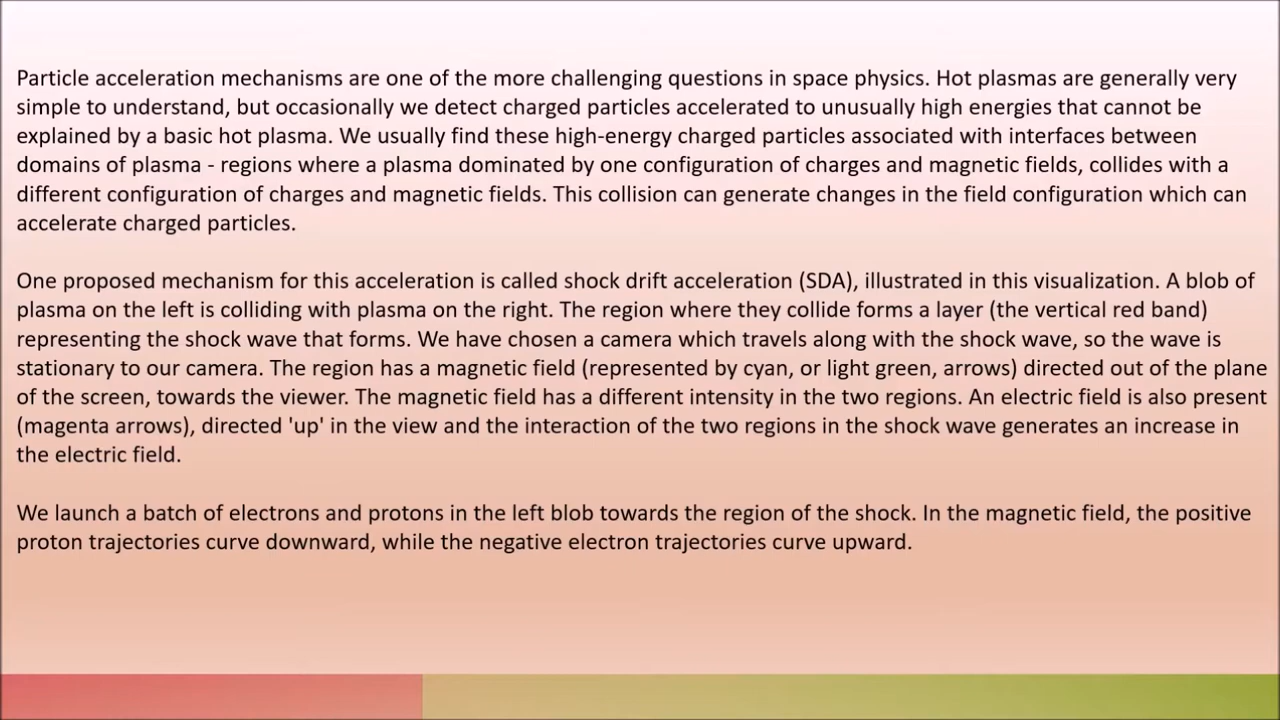 Particle acceleration mechanisms are one of the more challenging questions in space physics. Hot plasmas are generally very
simple to understand, but occasionally we detect charged particles accelerated to unusually high energies that cannot be
explained by a basic hot plasma. We usually find these high-energy charged particles associated with interfaces between
domains of plasma - regions where a plasma dominated by one configuration of charges and magnetic fields, collides with a
different configuration of charges and magnetic fields. This collision can generate changes in the field configuration which can
accelerate charged particles.
One proposed mechanism for this acceleration is called shock drift acceleration (SDA), illustrated in this visualization. A blob of
plasma on the left is colliding with plasma on the right. The region where they collide forms a layer (the vertical red band)
representing the shock wave that forms. We have chosen a camera which travels along with the shock wave, so the wave is
stationary to our camera. The region has a magnetic field (represented by cyan, or light green, arrows) directed out of the plane
of the screen, towards the viewer. The magnetic field has a different intensity in the two regions. An electric field is also present
(magenta arrows), directed 'up' in the view and the interaction of the two regions in the shock wave generates an increase in
the electric field.
We launch a batch of electrons and protons in the left blob towards the region of the shock. In the magnetic field, the positive
proton trajectories curve downward, while the negative electron trajectories curve upward.